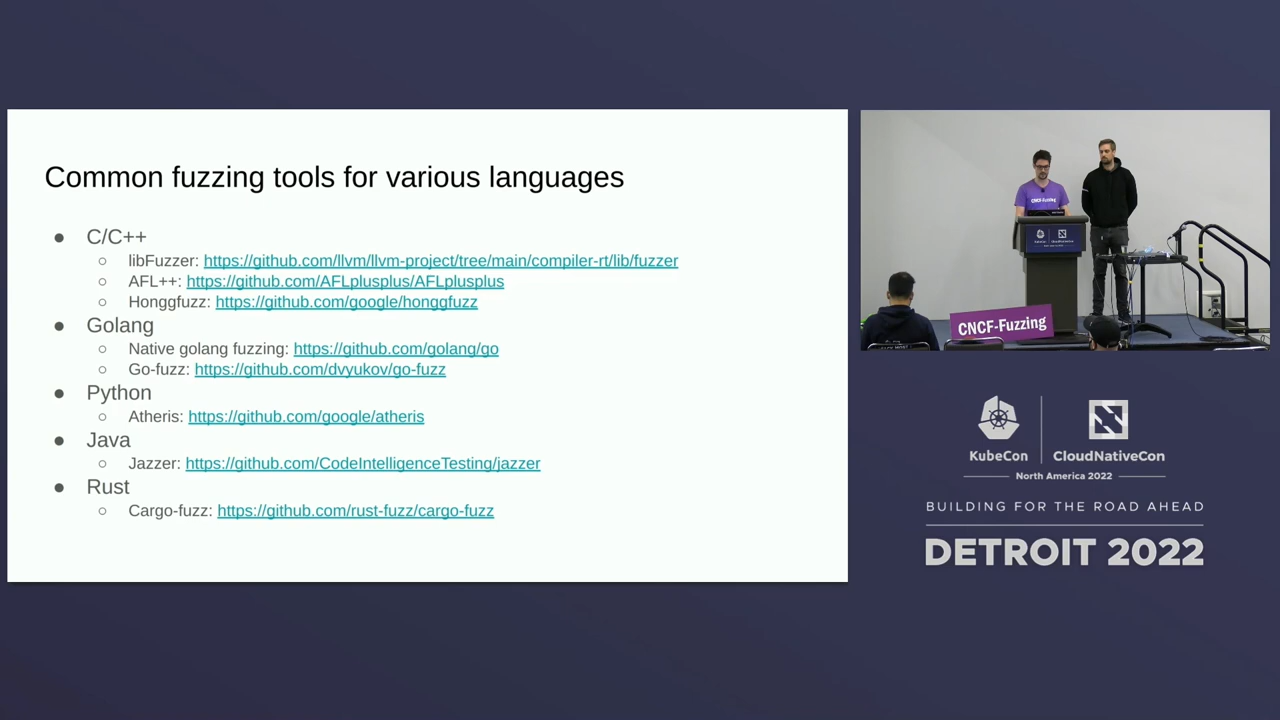 Common fuzzing tools for various languages
● C/C++
○ libFuzzer: https://github.com/llvm/llvm-project/tree/main/compiler-rt/lib/fuzzer
○ AFL++: https://github.com/AFLplusplus/AFLplusplus
○ Honggfuzz: https://github.com/google/honggfuzz
● Golang
○ Native golang fuzzing: https://github.com/golang/go
○ Go-fuzz: https://github.com/dvyukov/go-fuzz
● Python
○ Atheris: https://github.com/google/atheris
● Java
○ Jazzer: https://github.com/CodeIntelligenceTesting/jazzer
● Rust
○ Cargo-fuzz: https://github.com/rust-fuzz/cargo-fuzz
CNCF-Fuzzing
CNCF-Fuzzing
KubeCon CloudNativeCon
North America 2022
BUILDING FOR THE ROAD AHEAD
DETROIT 2022